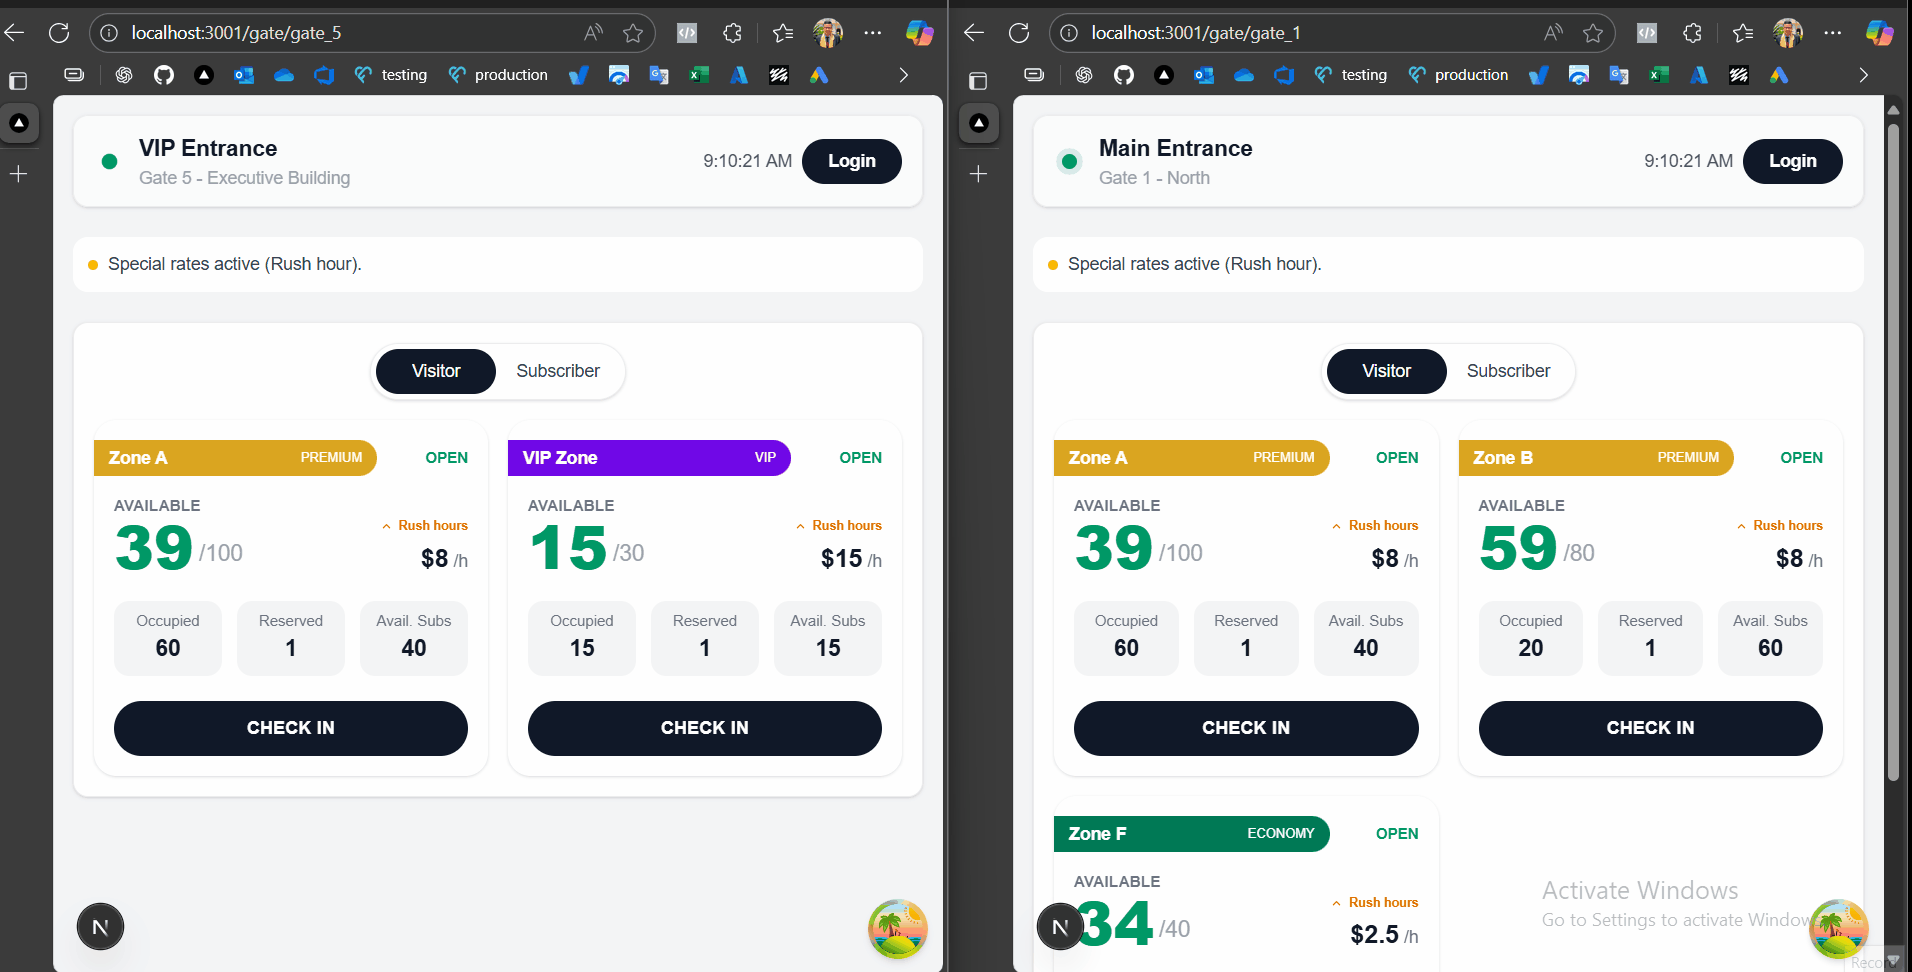 localhost:3001/gate/gate_5
testing
production
VIP Entrance
Gate 5 - Executive Building
9:10:21 AM
Login
Special rates active (Rush hour).
Visitor
Subscriber
Zone A
PREMIUM
OPEN
AVAILABLE
39 /100
Rush hours
$8 /h
Occupied
60
Reserved
1
Avail. Subs
40
CHECK IN
VIP Zone
VIP
OPEN
AVAILABLE
15 /30
Rush hours
$15 /h
Occupied
15
Reserved
1
Avail. Subs
15
CHECK IN
N
localhost:3001/gate/gate_1
testing
production
Main Entrance
Gate 1 - North
9:10:21 AM
Login
Special rates active (Rush hour).
Visitor
Subscriber
Zone A
PREMIUM
OPEN
AVAILABLE
39 /100
Rush hours
$8 /h
Occupied
60
Reserved
1
Avail. Subs
40
CHECK IN
Zone B
PREMIUM
OPEN
AVAILABLE
59 /80
Rush hours
$8 /h
Occupied
20
Reserved
1
Avail. Subs
60
CHECK IN
Zone F
ECONOMY
OPEN
AVAILABLE
34 /40
Rush hours
$2.5 /h
N
Activate Windows
Go to Settings to activate Window